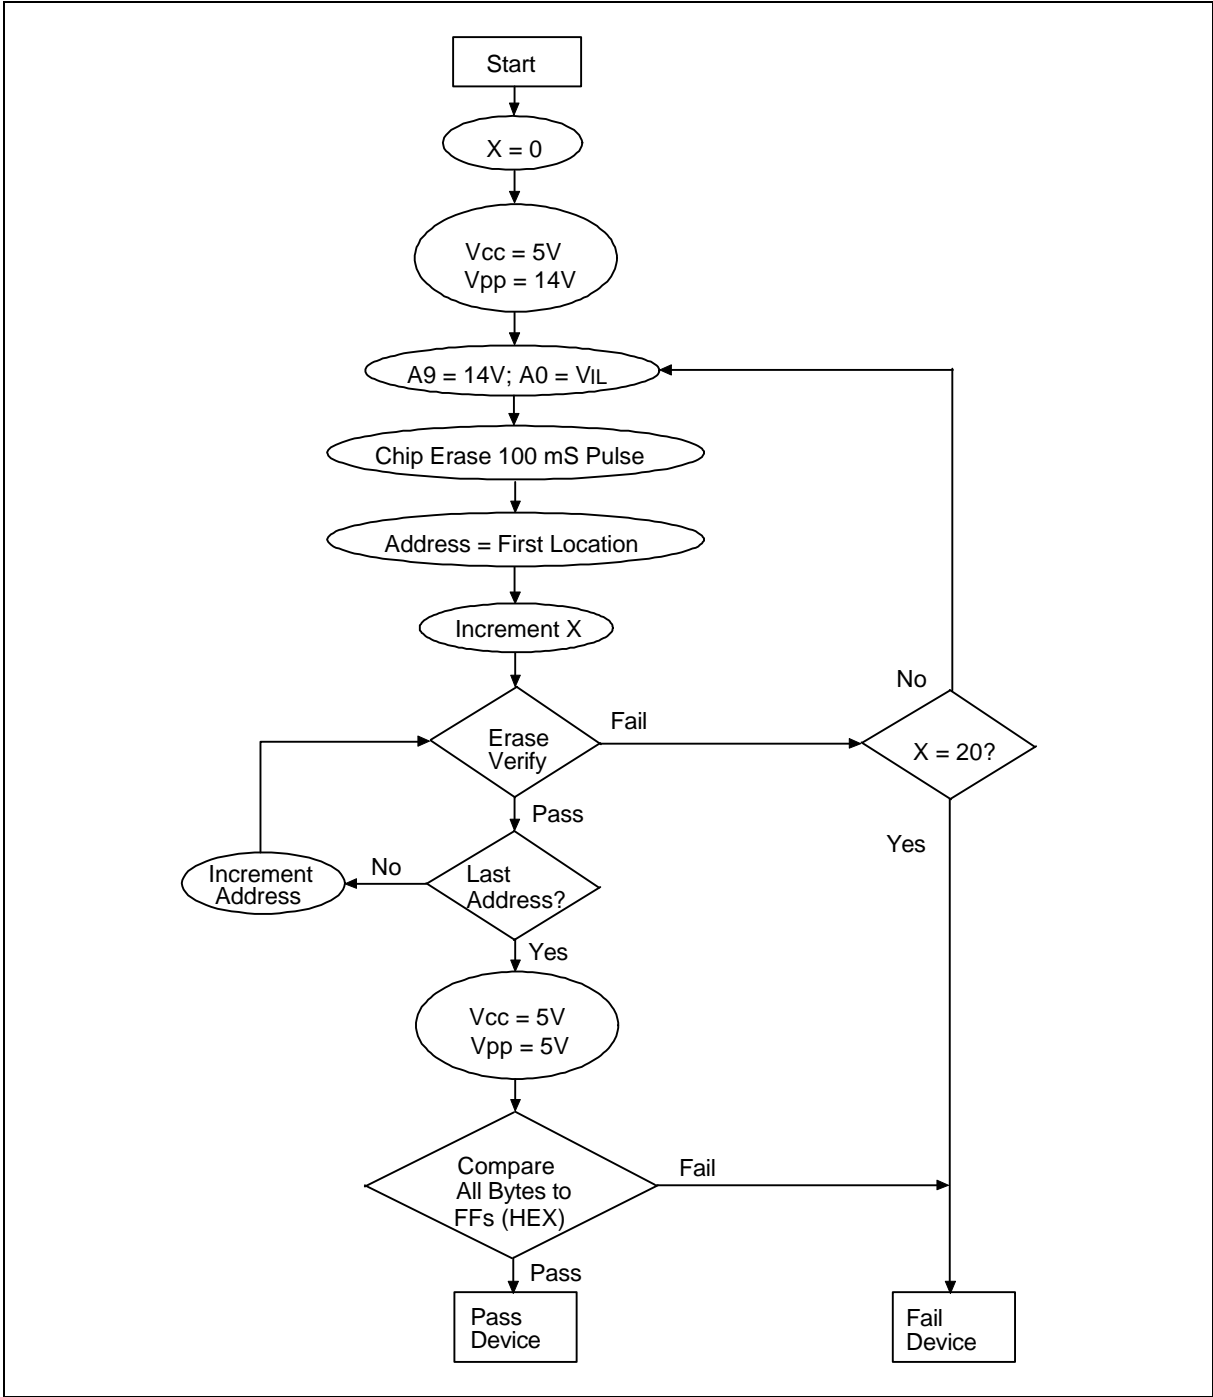 Start
X = 0
Vcc = 5V
Vpp = 14V
A9 = 14V; A0 = VIL
Chip Erase 100 mS Pulse
Address = First Location
Increment X
No
Fail
Erase
Verify
X = 20?
Pass
Yes
No
Increment
Address
Last
Address?
Yes
Vcc = 5V
Vpp = 5V
Compare
All Bytes to
FFs (HEX)
Fail
Pass
Pass
Device
Fail
Device